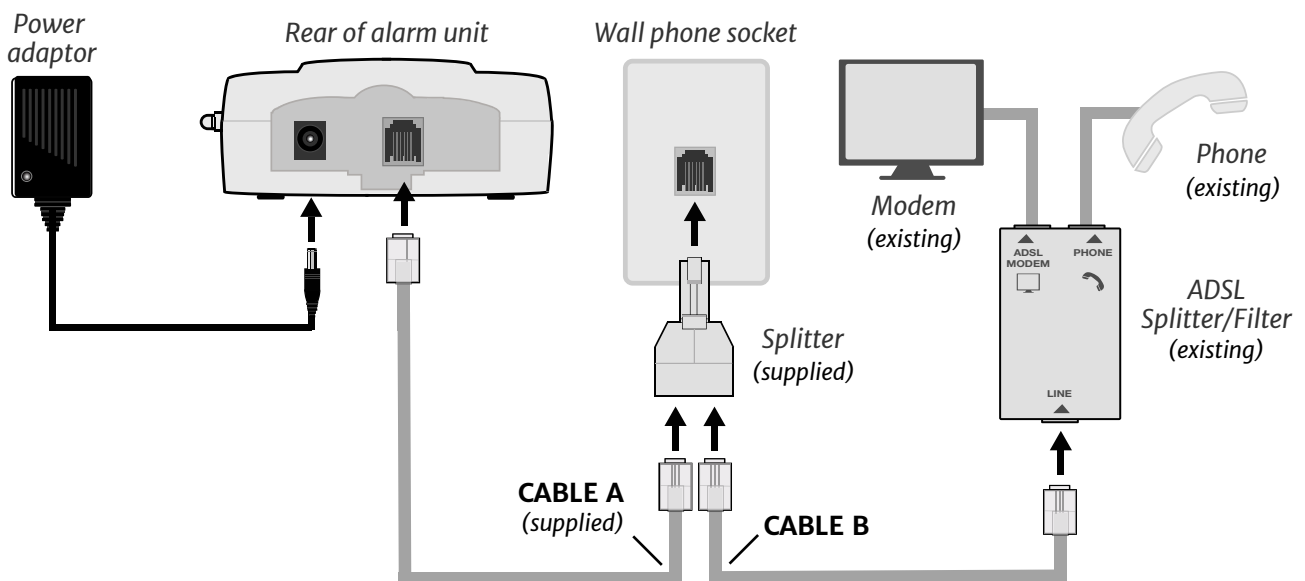 Power
adaptor
Rear of alarm unit
Wall phone socket
Phone
(existing)
Modem
(existing)
ADSL
MODEM
PHONE
ADSL
Splitter/Filter
(existing)
Splitter
(supplied)
LINE
CABLE A
(supplied)
CABLE B